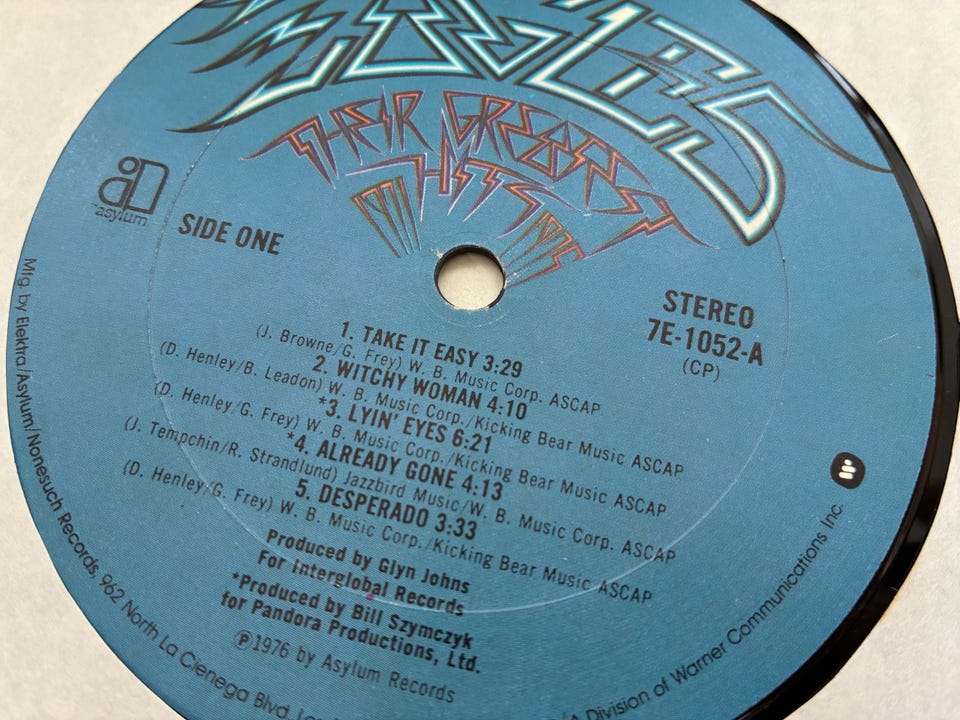 EAGLES
THEIR GREATEST
HITS
1971 1975
asylum
SIDE ONE
STEREO
7E-1052-A
(CP)
1. TAKE IT EASY 3:29
(J. Browne/G. Frey) W. B. Music Corp. ASCAP
2. WITCHY WOMAN 4:10
(D. Henley/B. Leadon) W. B. Music Corp./Kicking Bear Music ASCAP
*3. LYIN' EYES 6:21
(D. Henley/G. Frey) W. B. Music Corp./Kicking Bear Music ASCAP
*4. ALREADY GONE 4:13
(J. Tempchin/R. Strandlund) Jazzbird Music/W. B. Music Corp. ASCAP
5. DESPERADO 3:33
(D. Henley/G. Frey) W. B. Music Corp./Kicking Bear Music ASCAP
Produced by Glyn Johns
For Interglobal Records
*Produced by Bill Szymczyk
for Pandora Productions, Ltd.
℗1976 by Asylum Records
Mfg. by Elektra/Asylum/Nonesuch Records, 962 North La Cienega Blvd.
/A Division of Warner Communications Inc.